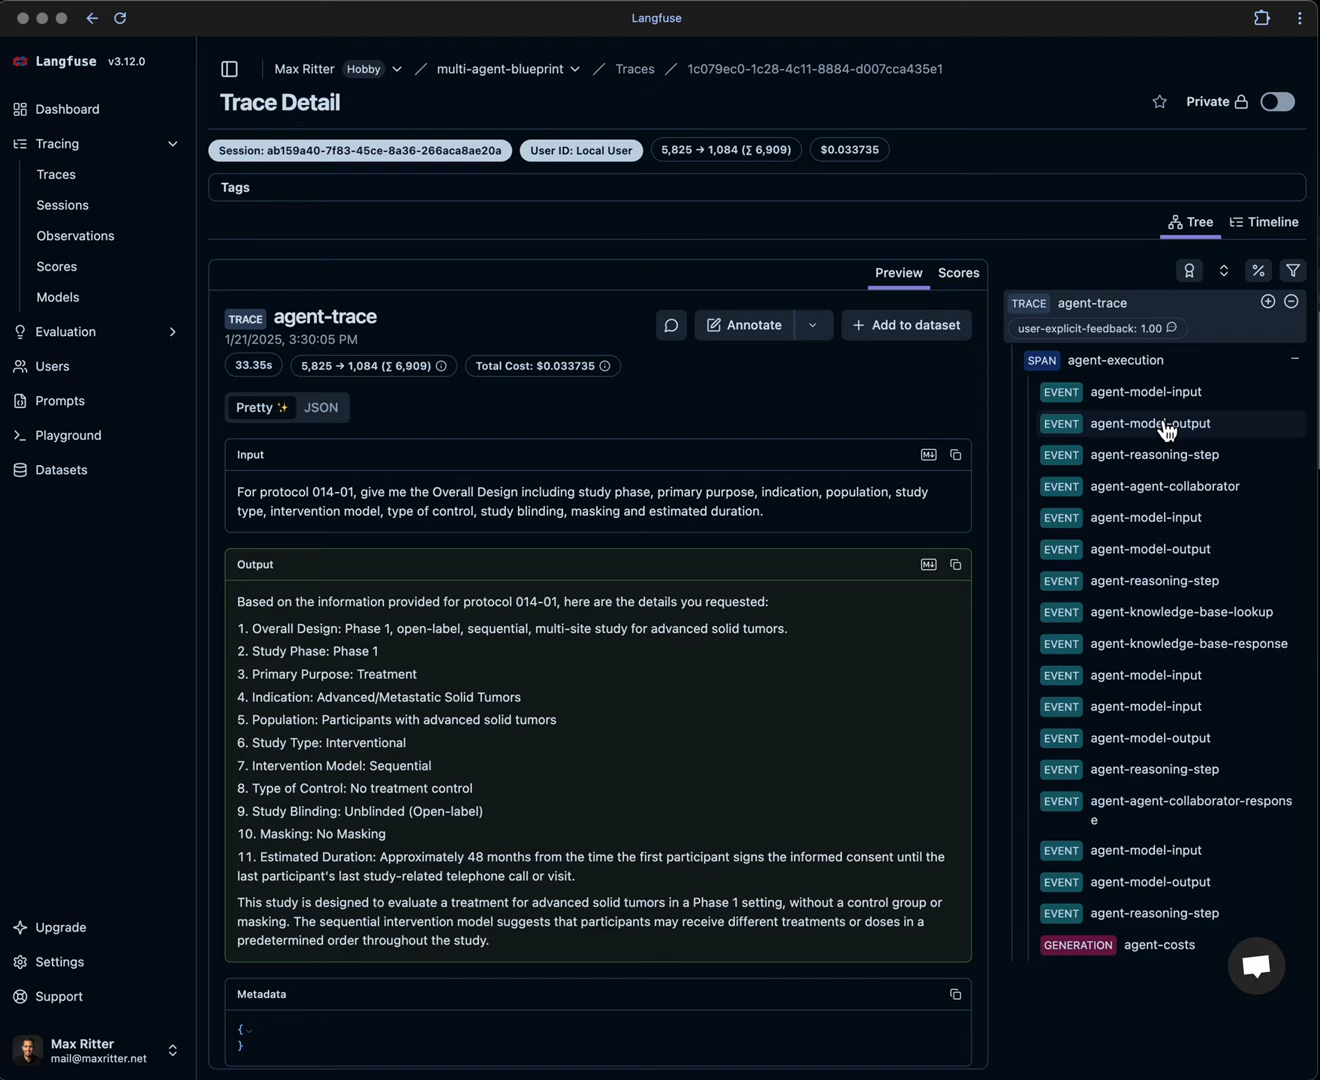 Langfuse
Langfuse v3.12.0
Dashboard
Tracing
Traces
Sessions
Observations
Scores
Models
Evaluation
Users
Prompts
Playground
Datasets
Upgrade
Settings
Support
Max Ritter
mail@maxritter.net
Max Ritter Hobby / multi-agent-blueprint / Traces / 1c079ec0-1c28-4c11-8884-d007cca435e1
Trace Detail
Private
Session: ab159a40-7f83-45ce-8a36-266aca8ae20a User ID: Local User 5,825 → 1,084 (∑ 6,909) $0.033735
Tags
Tree Timeline
Preview Scores
TRACE agent-trace
1/21/2025, 3:30:05 PM
Annotate
+ Add to dataset
33.35s 5,825 → 1,084 (∑ 6,909) Total Cost: $0.033735
Pretty ✨ JSON
Input
For protocol 014-01, give me the Overall Design including study phase, primary purpose, indication, population, study
type, intervention model, type of control, study blinding, masking and estimated duration.
Output
Based on the information provided for protocol 014-01, here are the details you requested:
1. Overall Design: Phase 1, open-label, sequential, multi-site study for advanced solid tumors.
2. Study Phase: Phase 1
3. Primary Purpose: Treatment
4. Indication: Advanced/Metastatic Solid Tumors
5. Population: Participants with advanced solid tumors
6. Study Type: Interventional
7. Intervention Model: Sequential
8. Type of Control: No treatment control
9. Study Blinding: Unblinded (Open-label)
10. Masking: No Masking
11. Estimated Duration: Approximately 48 months from the time the first participant signs the informed consent until the
last participant's last study-related telephone call or visit.
This study is designed to evaluate a treatment for advanced solid tumors in a Phase 1 setting, without a control group or
masking. The sequential intervention model suggests that participants may receive different treatments or doses in a
predetermined order throughout the study.
Metadata
{
}
TRACE agent-trace
user-explicit-feedback: 1.00
SPAN agent-execution
EVENT agent-model-input
EVENT agent-model-output
EVENT agent-reasoning-step
EVENT agent-agent-collaborator
EVENT agent-model-input
EVENT agent-model-output
EVENT agent-reasoning-step
EVENT agent-knowledge-base-lookup
EVENT agent-knowledge-base-response
EVENT agent-model-input
EVENT agent-model-input
EVENT agent-model-output
EVENT agent-reasoning-step
EVENT agent-agent-collaborator-respons
e
EVENT agent-model-input
EVENT agent-model-output
EVENT agent-reasoning-step
GENERATION agent-costs